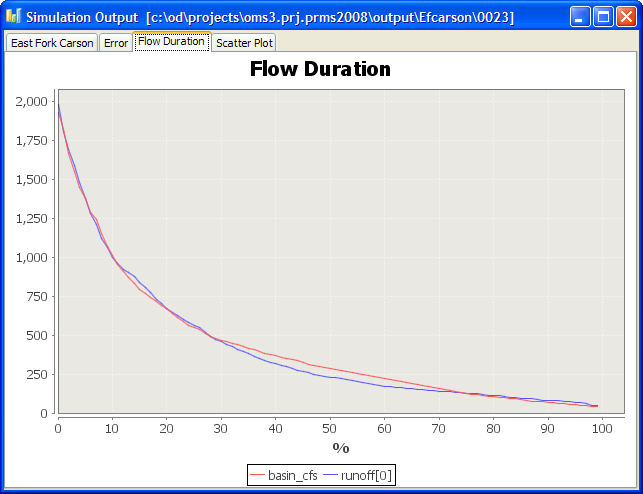 Simulation Output [c:\od\projects\oms3.prj.prms2008\output\Efcarson\0023]
East Fork Carson Error Flow Duration Scatter Plot
Flow Duration
2,000
1,750
1,500
1,250
1,000
750
500
250
0
0 10 20 30 40 50 60 70 80 90 100
%
basin_cfs runoff[0]